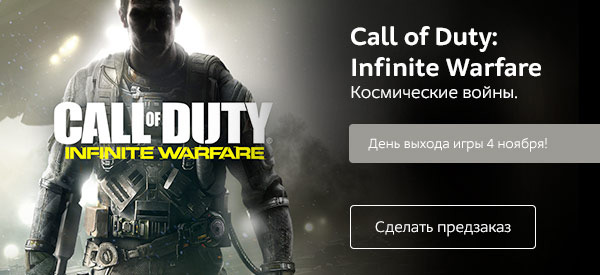 CALL OF DUTY
INFINITE WARFARE
Call of Duty:
Infinite Warfare
Космические войны.
День выхода игры 4 ноября!
Сделать предзаказ